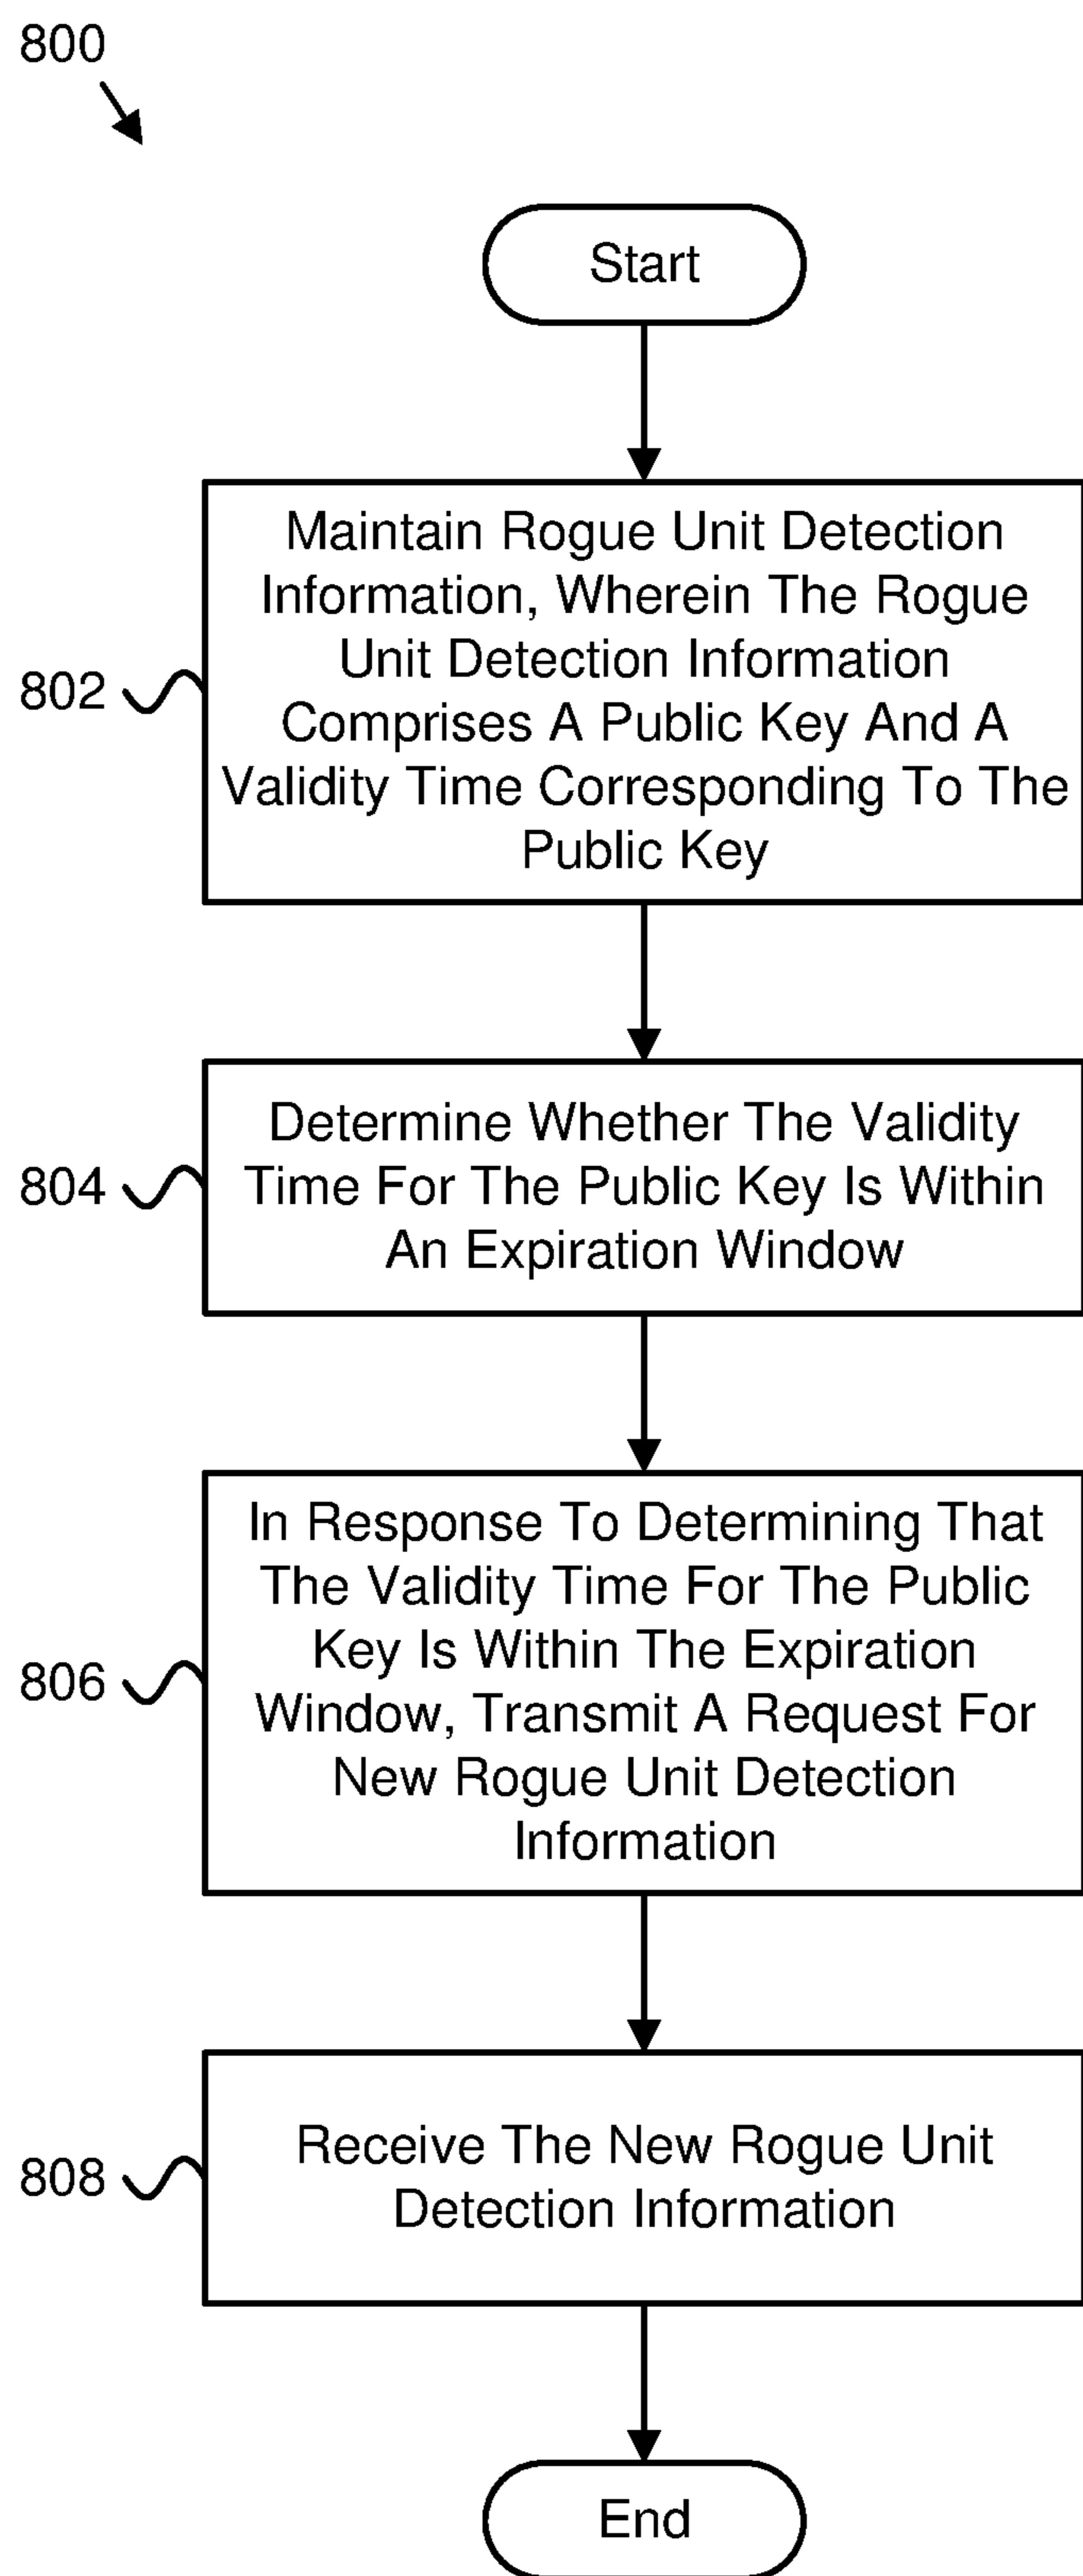 800
Start
802
Maintain Rogue Unit Detection
Information, Wherein The Rogue
Unit Detection Information
Comprises A Public Key And A
Validity Time Corresponding To The
Public Key
804
Determine Whether The Validity
Time For The Public Key Is Within
An Expiration Window
806
In Response To Determining That
The Validity Time For The Public
Key Is Within The Expiration
Window, Transmit A Request For
New Rogue Unit Detection
Information
808
Receive The New Rogue Unit
Detection Information
End